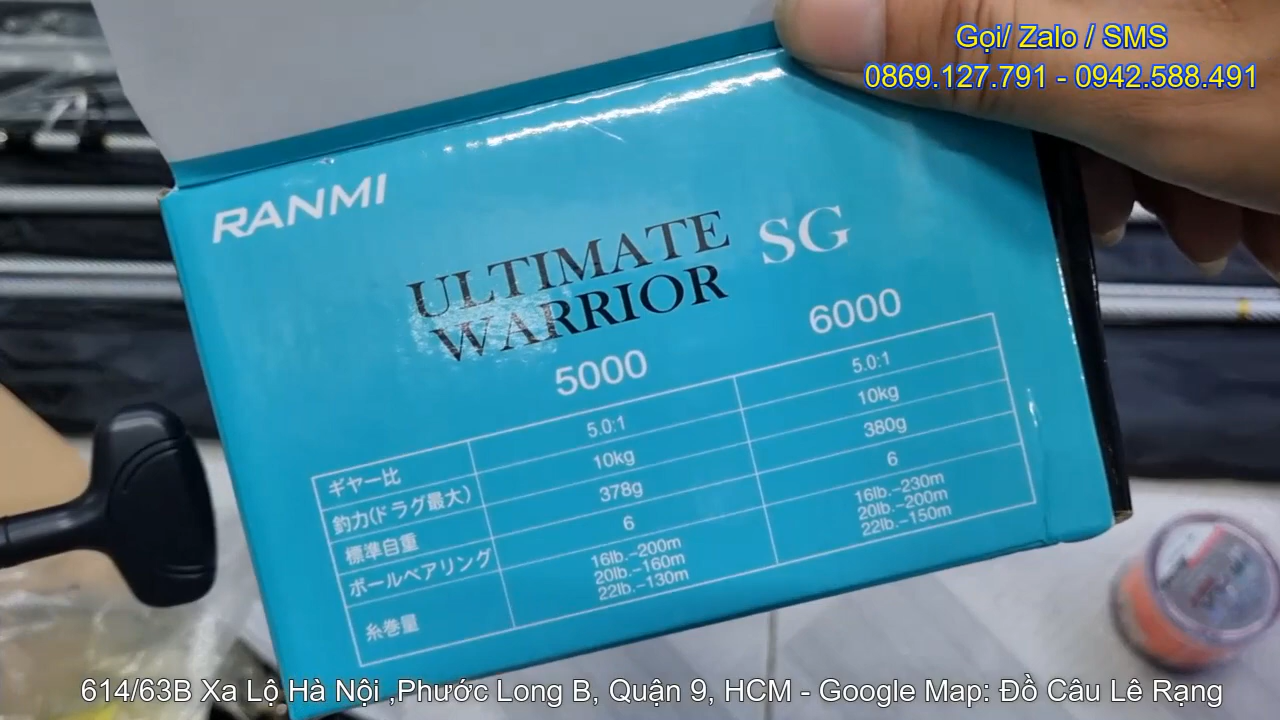 Gọi/ Zalo / SMS
0869.127.791 - 0942.588.491
RANMI
ULTIMATE
WARRIOR
SG
5000 6000
ギヤー比 5.0:1 5.0:1
釣力(ドラグ最大) 10kg 10kg
標準自重 378g 380g
ボールベアリング 6 6
糸巻量 16lb.-200m 16lb.-230m
20lb.-160m 20lb.-200m
22lb.-130m 22lb.-150m
614/63B Xa Lộ Hà Nội ,Phước Long B, Quận 9, HCM - Google Map: Đồ Câu Lê Rạng